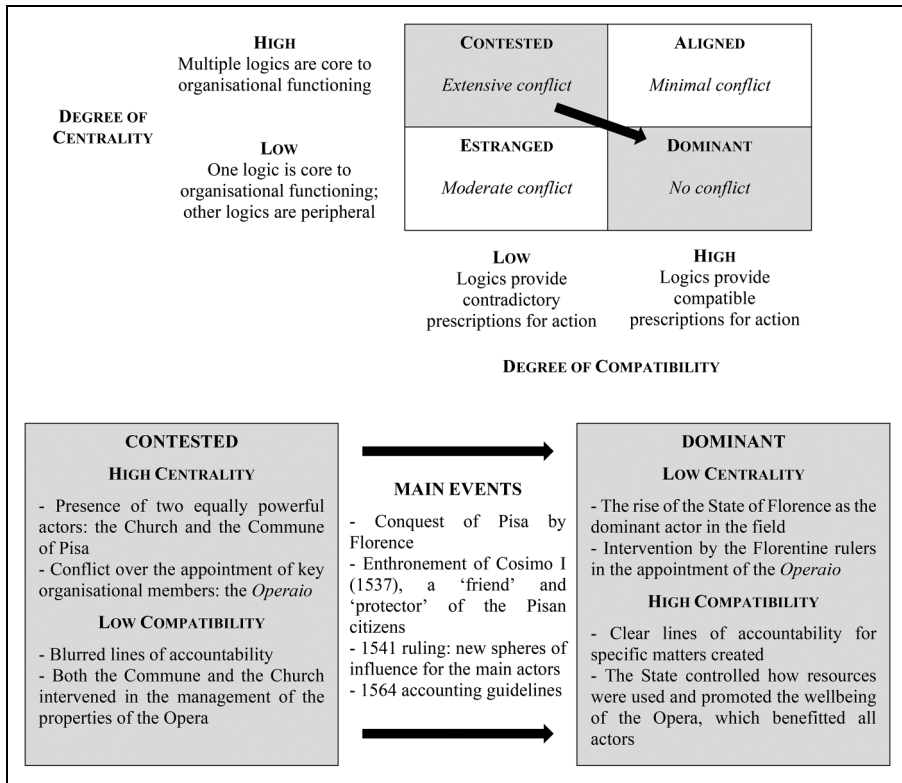 HIGH
Multiple logics are core to
organisational functioning
DEGREE OF
CENTRALITY
LOW
One logic is core to
organisational functioning;
other logics are peripheral
CONTESTED
Extensive conflict
ALIGNED
Minimal conflict
ESTRANGED
Moderate conflict
DOMINANT
No conflict
LOW
Logics provide
contradictory
prescriptions for action
HIGH
Logics provide
compatible
prescriptions for action
DEGREE OF COMPATIBILITY
CONTESTED
HIGH CENTRALITY
- Presence of two equally powerful
actors: the Church and the Commune
of Pisa
- Conflict over the appointment of key
organisational members: the Operaio
LOW COMPATIBILITY
- Blurred lines of accountability
- Both the Commune and the Church
intervened in the management of the
properties of the Opera
MAIN EVENTS
- Conquest of Pisa by
Florence
- Enthronement of Cosimo I
(1537), a ‘friend’ and
‘protector’ of the Pisan
citizens
- 1541 ruling: new spheres of
influence for the main actors
- 1564 accounting guidelines
DOMINANT
LOW CENTRALITY
- The rise of the State of Florence as the
dominant actor in the field
- Intervention by the Florentine rulers
in the appointment of the Operaio
HIGH COMPATIBILITY
- Clear lines of accountability for
specific matters created
- The State controlled how resources
were used and promoted the wellbeing
of the Opera, which benefitted all
actors